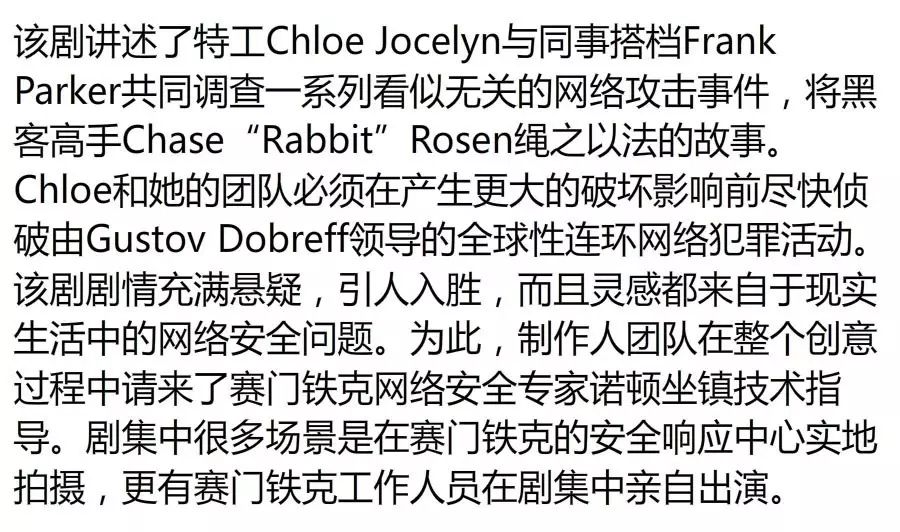 该剧讲述了特工Chloe Jocelyn与同事搭档Frank
Parker共同调查一系列看似无关的网络攻击事件，将黑
客高手Chase“Rabbit”Rosen绳之以法的故事。
Chloe和她的团队必须在产生更大的破坏影响前尽快侦
破由Gustov Dobreff领导的全球性连环网络犯罪活动。
该剧剧情充满悬疑，引人入胜，而且灵感都来自于现实
生活中的网络安全问题。为此，制作人团队在整个创意
过程中请来了赛门铁克网络安全专家诺顿坐镇技术指
导。剧集中很多场景是在赛门铁克的安全响应中心实地
拍摄，更有赛门铁克工作人员在剧集中亲自出演。